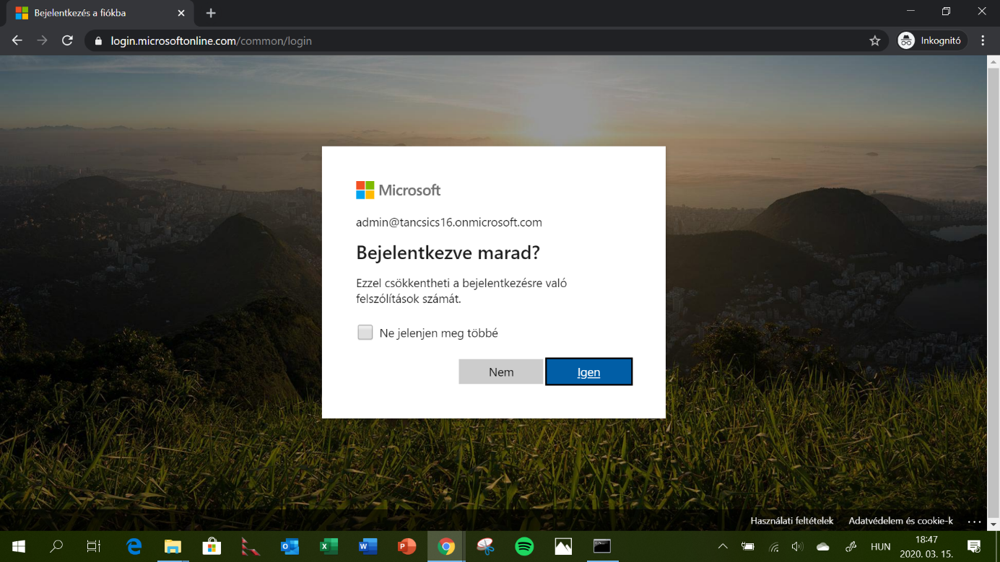 Bejelentkezés a fiókba
login.microsoftonline.com/common/login
Inkognitó
Microsoft
admin@tancsics16.onmicrosoft.com
Bejelentkezve marad?
Ezzel csökkentheti a bejelentkezésre való
felszólítások számát.
Ne jelenjen meg többé
Nem
Igen
Használati feltételek
Adatvédelem és cookie-k
...
HUN
18:47
2020. 03. 15.